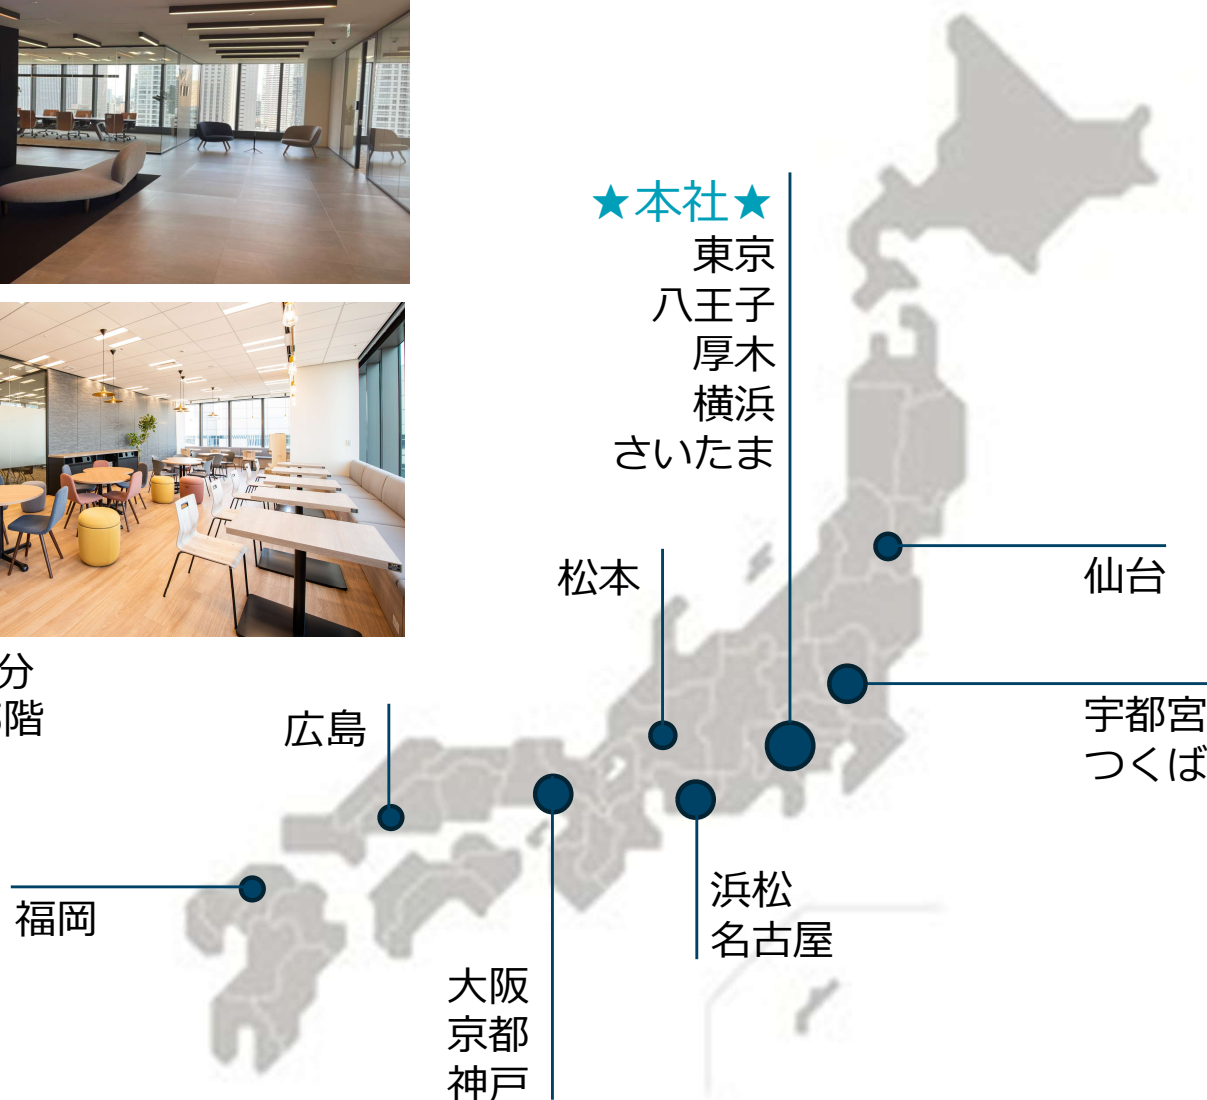 ★本社★
東京
八王子
厚木
横浜
さいたま
松本
仙台
分
階
広島
宇都宮
つくば
福岡
浜松
名古屋
大阪
京都
神戸